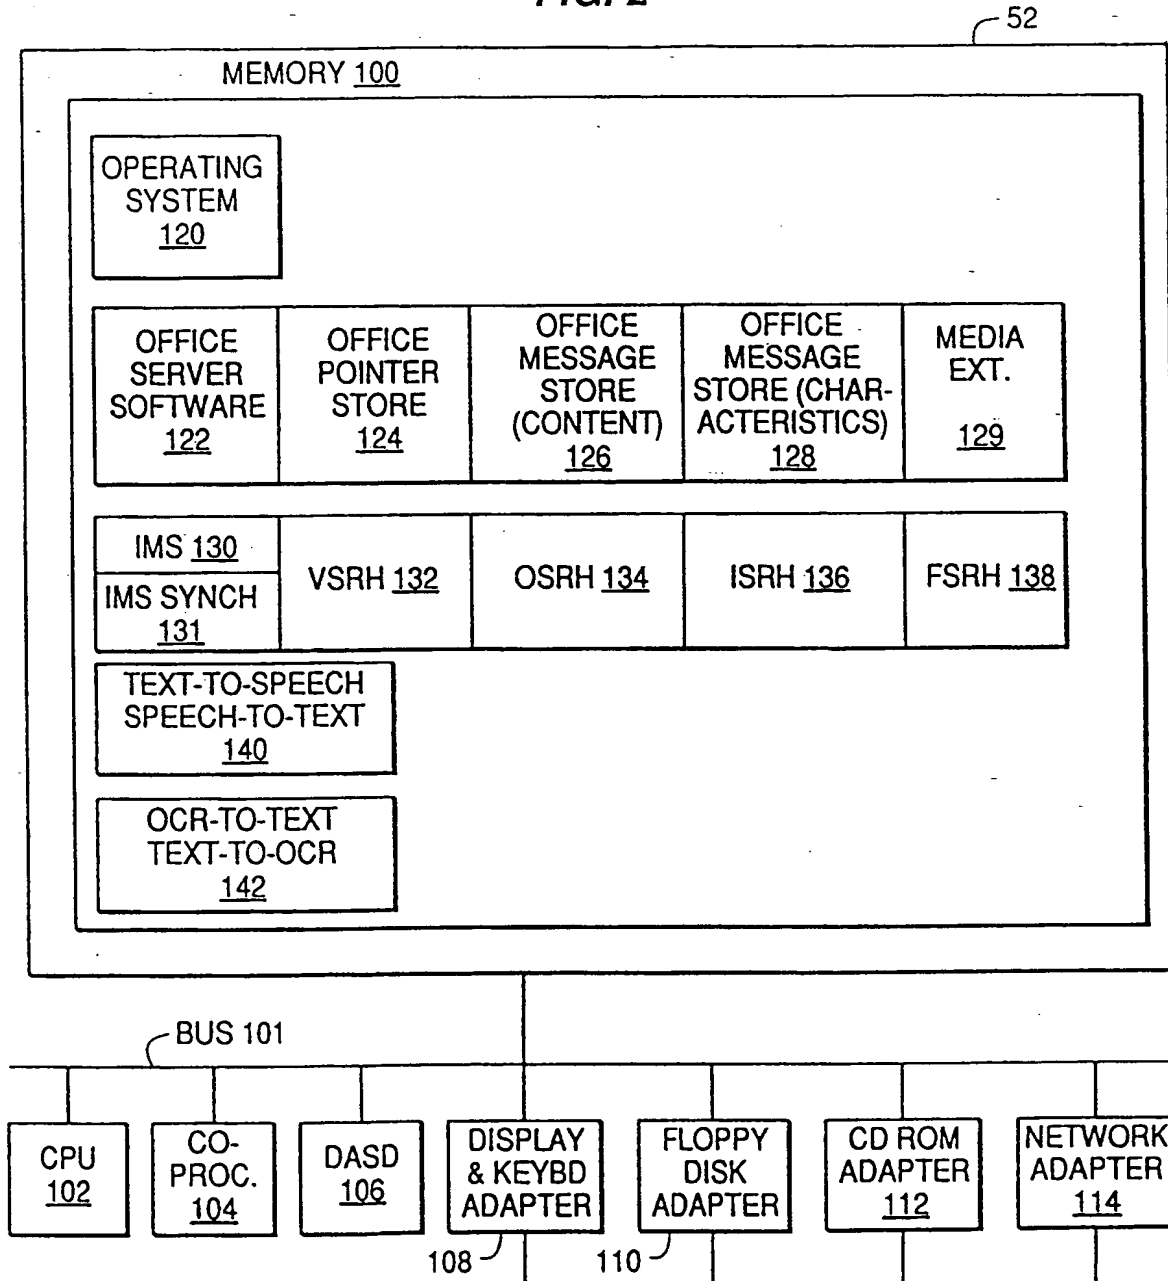 FIG. 2
52
MEMORY 100
OPERATING
SYSTEM
120
OFFICE
SERVER
SOFTWARE
122
OFFICE
POINTER
STORE
124
OFFICE
MESSAGE
STORE
(CONTENT)
126
OFFICE
MESSAGE
STORE (CHAR-
ACTERISTICS)
128
MEDIA
EXT.
129
IMS 130
IMS SYNCH
131
VSRH 132
OSRH 134
ISRH 136
FSRH 138
TEXT-TO-SPEECH
SPEECH-TO-TEXT
140
OCR-TO-TEXT
TEXT-TO-OCR
142
BUS 101
CPU
102
CO-
PROC.
104
DASD
106
DISPLAY
& KEYBD
ADAPTER
108
FLOPPY
DISK
ADAPTER
110
CD ROM
ADAPTER
112
NETWORK
ADAPTER
114